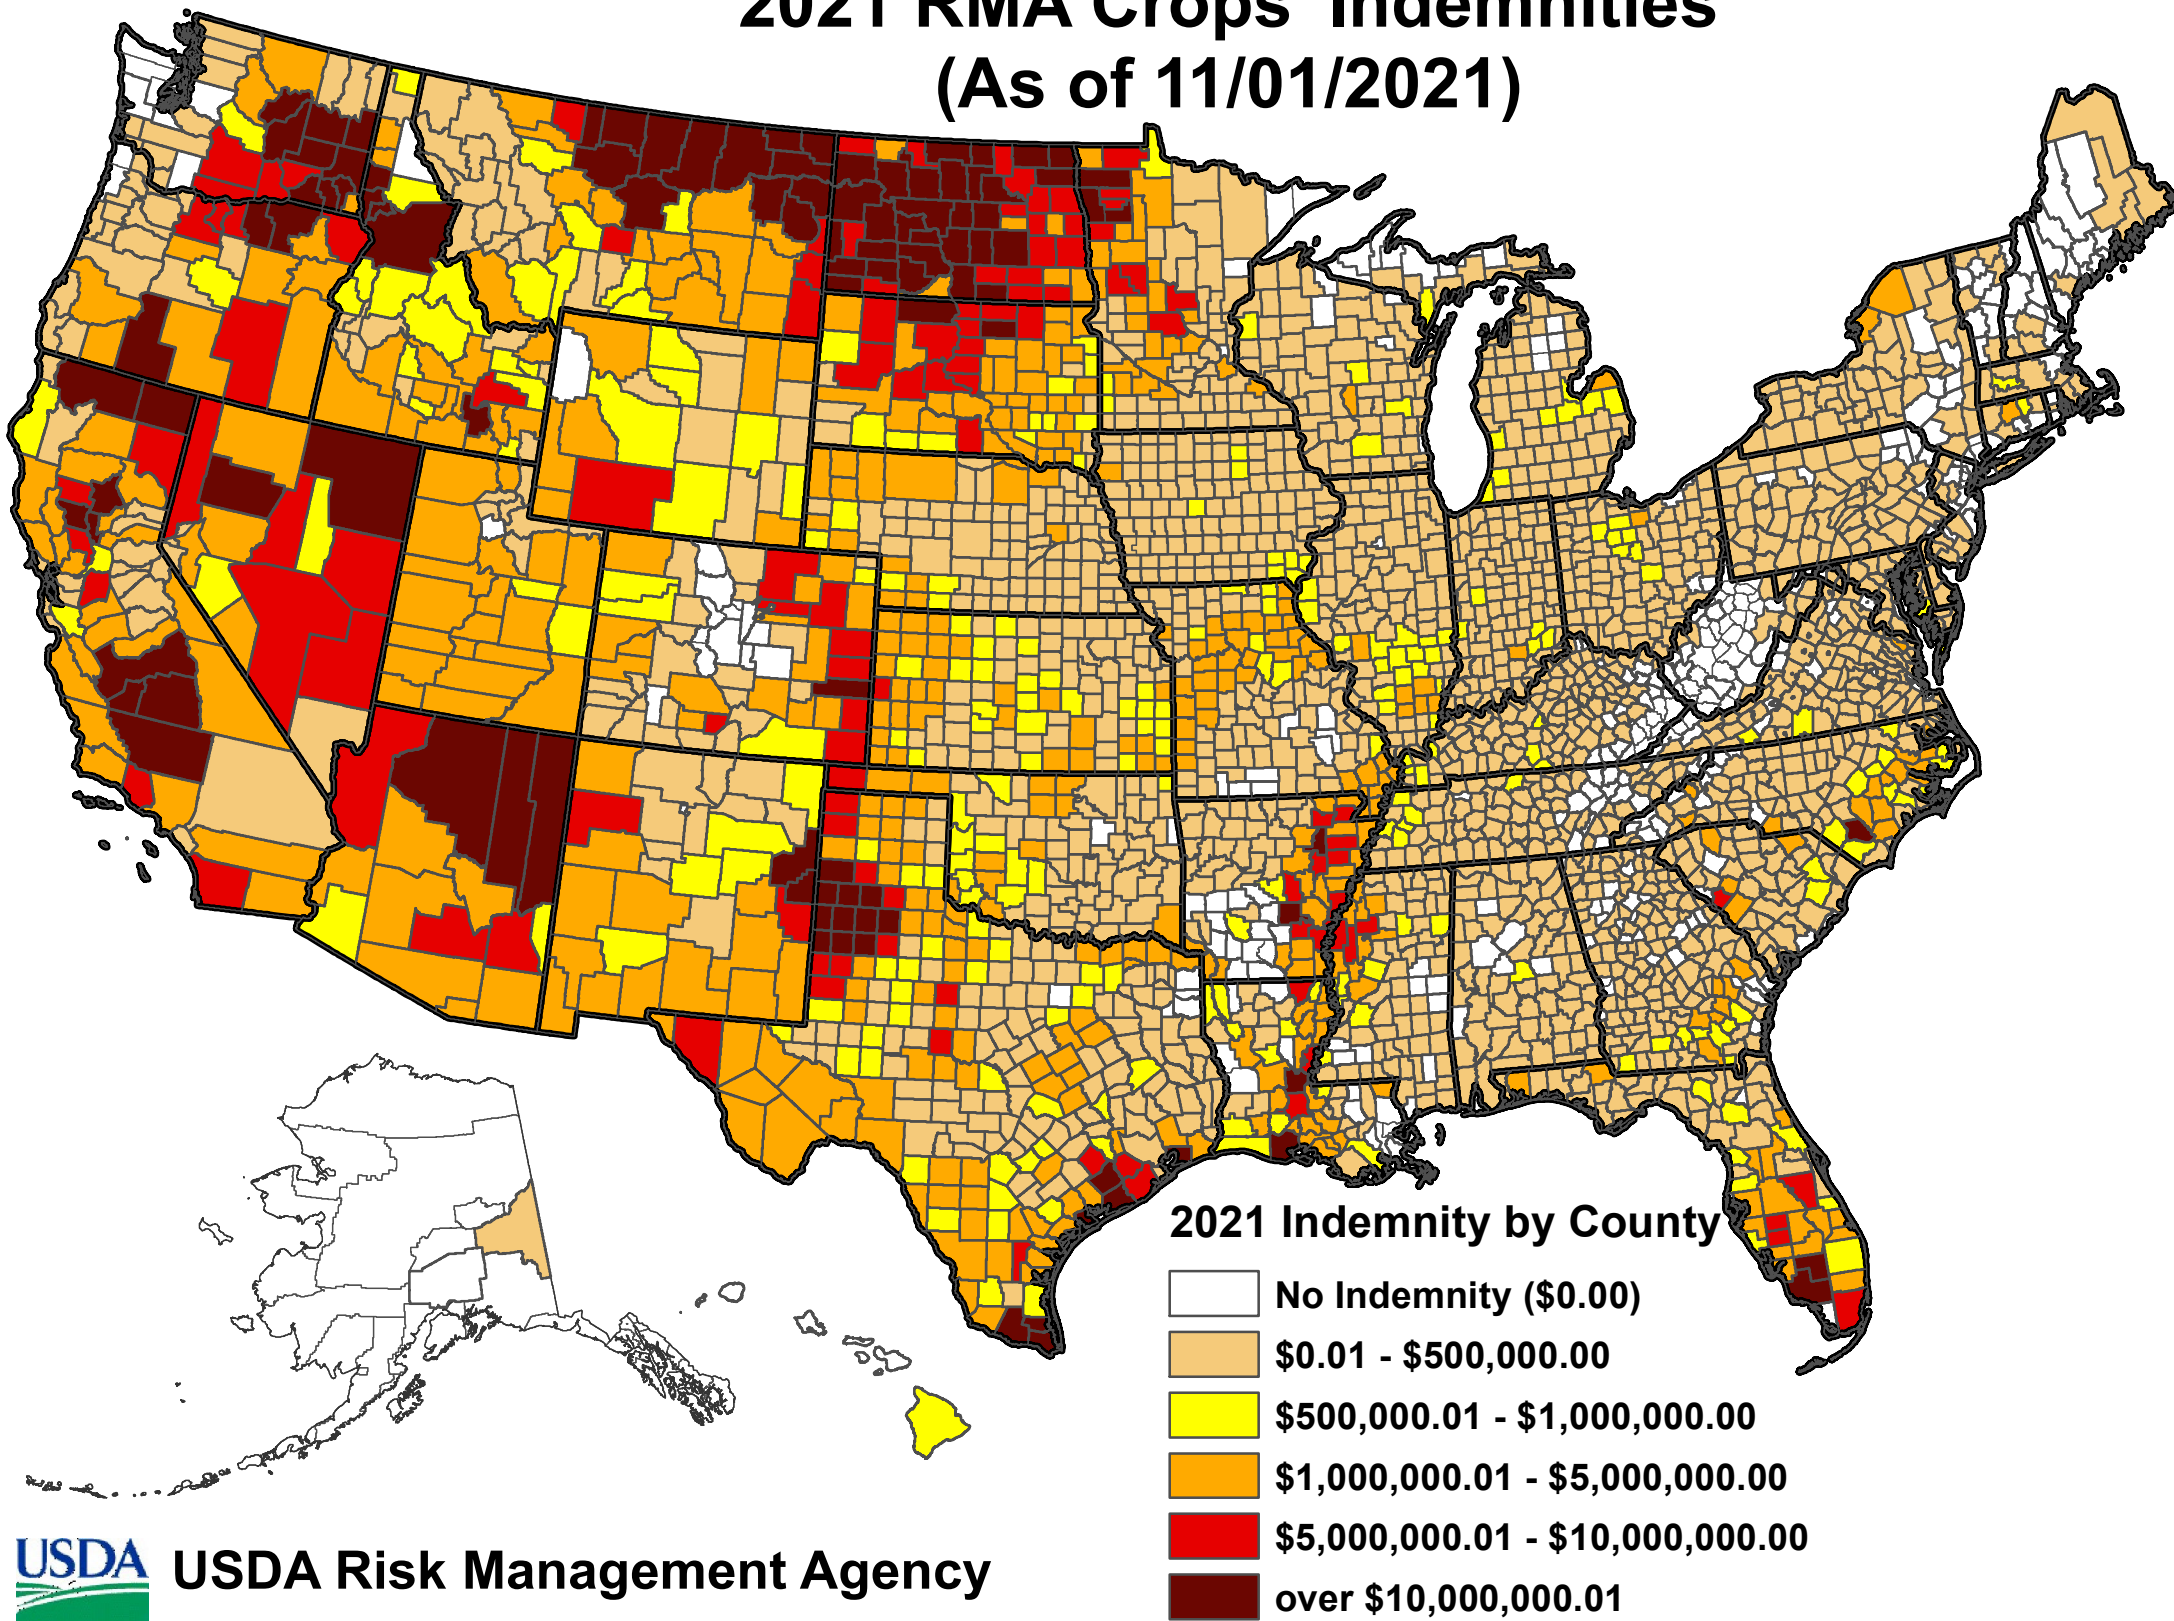 2021 RMA Crops' Indemnities
(As of 11/01/2021)
2021 Indemnity by County
No Indemnity ($0.00)
$0.01 - $500,000.00
$500,000.01 - $1,000,000.00
$1,000,000.01 - $5,000,000.00
$5,000,000.01 - $10,000,000.00
over $10,000,000.01
USDA
USDA Risk Management Agency